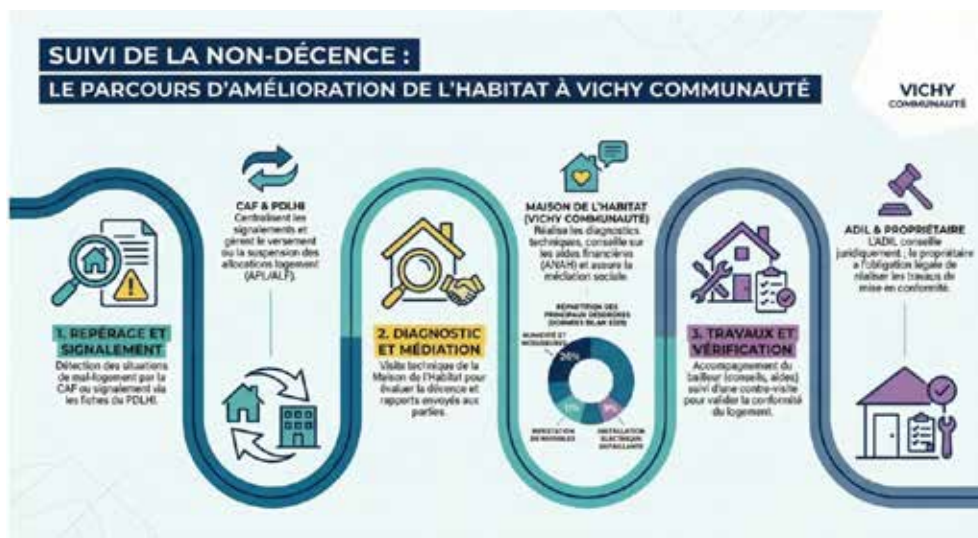 SUIVI DE LA NON-DÉCENCE :
LE PARCOURS D'AMÉLIORATION DE L'HABITAT À VICHY COMMUNAUTÉ
VICHY
COMMUNAUTÉ
1. REPÉRAGE ET
SIGNALEMENT
Détection des situations
de mal-logement par la
CAF ou signalement via
les fiches du PDLHI.
CAF & PDLHI
Centralisent les
signalements et
gèrent le versement
ou la suspension des
allocations logement
(APL/ALF).
2. DIAGNOSTIC
ET MÉDIATION
Visite technique de la
Maison de l'Habitat pour
évaluer la décence et
rapports envoyés aux
parties.
MAISON DE L'HABITAT
(VICHY COMMUNAUTÉ)
Réalise les diagnostics
techniques, conseille sur
les aides financières
(ANAH) et assure la
médiation sociale.
RÉPARTITION DES
PRINCIPAUX DÉSORDRES
(DONNÉES BILAN
HUMIDITÉ ET
MOISISSURES
26%
11%
9%
INFESTATION
DE NUISIBLES
INSTALLATION
ÉLECTRIQUE
DÉFAILLANTE
3. TRAVAUX ET
VÉRIFICATION
Accompagnement du
bailleur (conseils, aides)
suivi d'une contre-visite
pour valider la conformité
du logement.
ADIL & PROPRIÉTAIRE
L'ADIL conseille
juridiquement ; le propriétaire
a l'obligation légale de
réaliser les travaux de
mise en conformité.